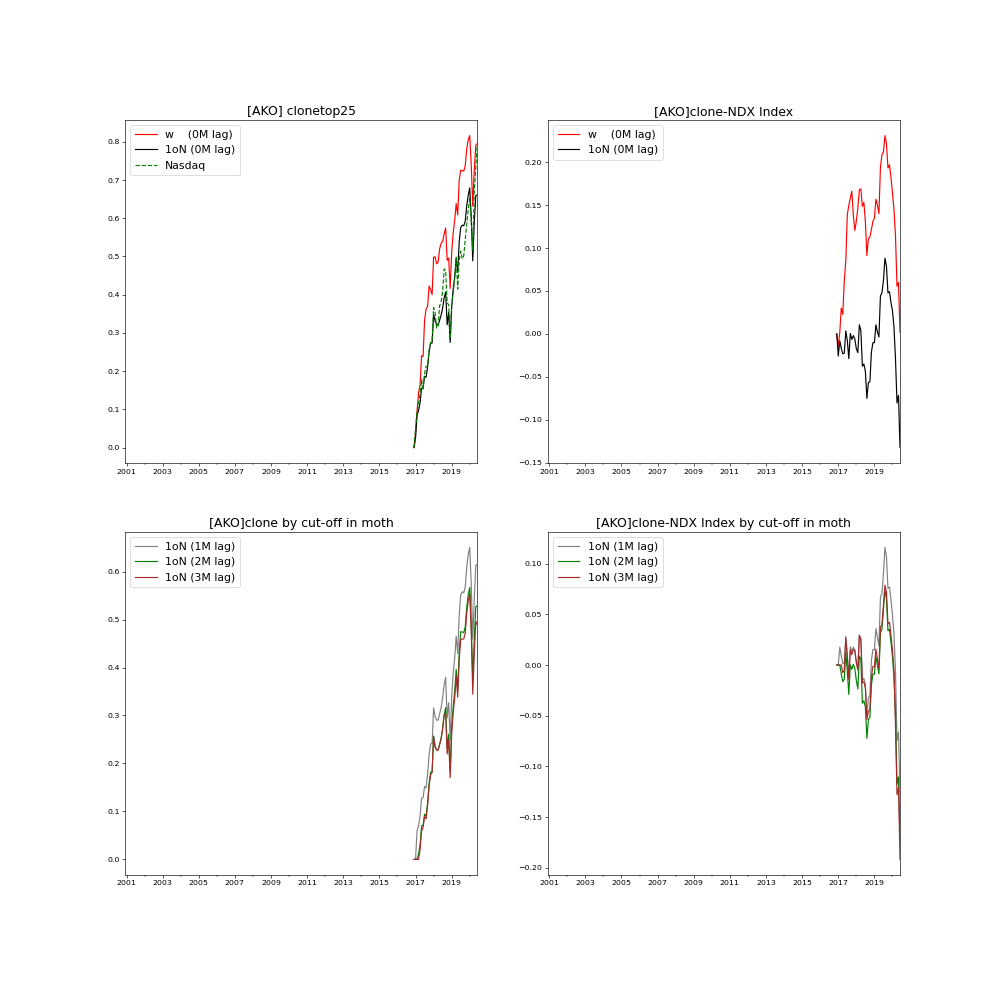 [AKO] clonetop25
w    (0M lag)
1oN (0M lag)
Nasdaq
0.8
0.7
0.6
0.5
0.4
0.3
0.2
0.1
0.0
2001 2003 2005 2007 2009 2011 2013 2015 2017 2019
[AKO]clone-NDX Index
w    (0M lag)
1oN (0M lag)
0.20
0.15
0.10
0.05
0.00
−0.05
−0.10
−0.15
2001 2003 2005 2007 2009 2011 2013 2015 2017 2019
[AKO]clone by cut-off in moth
1oN (1M lag)
1oN (2M lag)
1oN (3M lag)
0.6
0.5
0.4
0.3
0.2
0.1
0.0
2001 2003 2005 2007 2009 2011 2013 2015 2017 2019
[AKO]clone-NDX Index by cut-off in moth
1oN (1M lag)
1oN (2M lag)
1oN (3M lag)
0.10
0.05
0.00
−0.05
−0.10
−0.15
−0.20
2001 2003 2005 2007 2009 2011 2013 2015 2017 2019